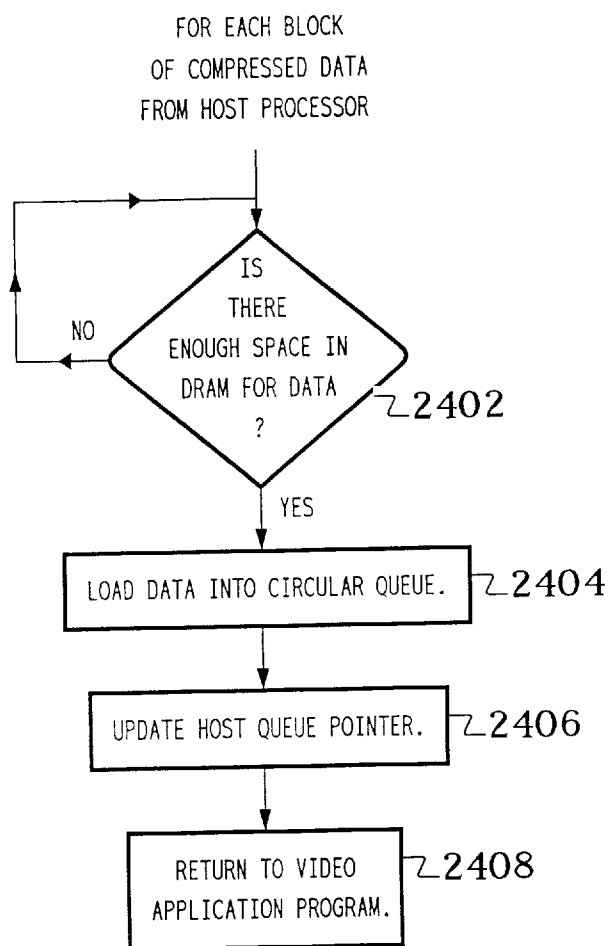 FOR EACH BLOCK
OF COMPRESSED DATA
FROM HOST PROCESSOR
IS
THERE
ENOUGH SPACE IN
DRAM FOR DATA
?
2402
NO
YES
LOAD DATA INTO CIRCULAR QUEUE.
2404
UPDATE HOST QUEUE POINTER.
2406
RETURN TO VIDEO
APPLICATION PROGRAM.
2408